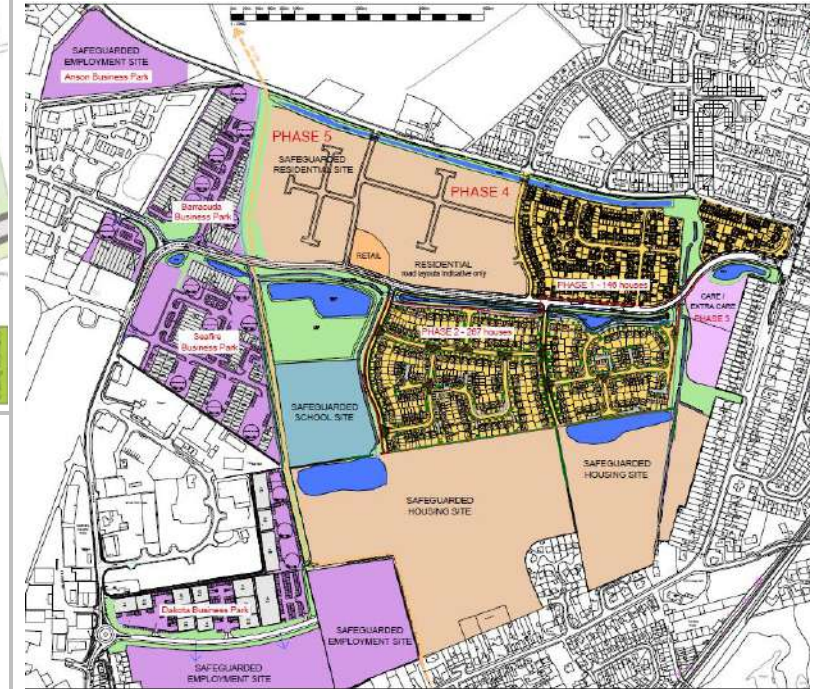 SAFEGUARDED
EMPLOYMENT SITE
Anson Business Park
PHASE 5
SAFEGUARDED
RESIDENTIAL SITE
PHASE 4
Barracuda
Business Park
RETAIL
RESIDENTIAL
road layouts indicative only
PHASE 1 - 146 houses
CARE /
EXTRA CARE
PHASE 3
Seafire
Business Park
PHASE 2 - 267 houses
SAFEGUARDED
SCHOOL SITE
SAFEGUARDED
HOUSING SITE
SAFEGUARDED
HOUSING SITE
Dakota Business Park
SAFEGUARDED
EMPLOYMENT SITE
SAFEGUARDED
EMPLOYMENT SITE